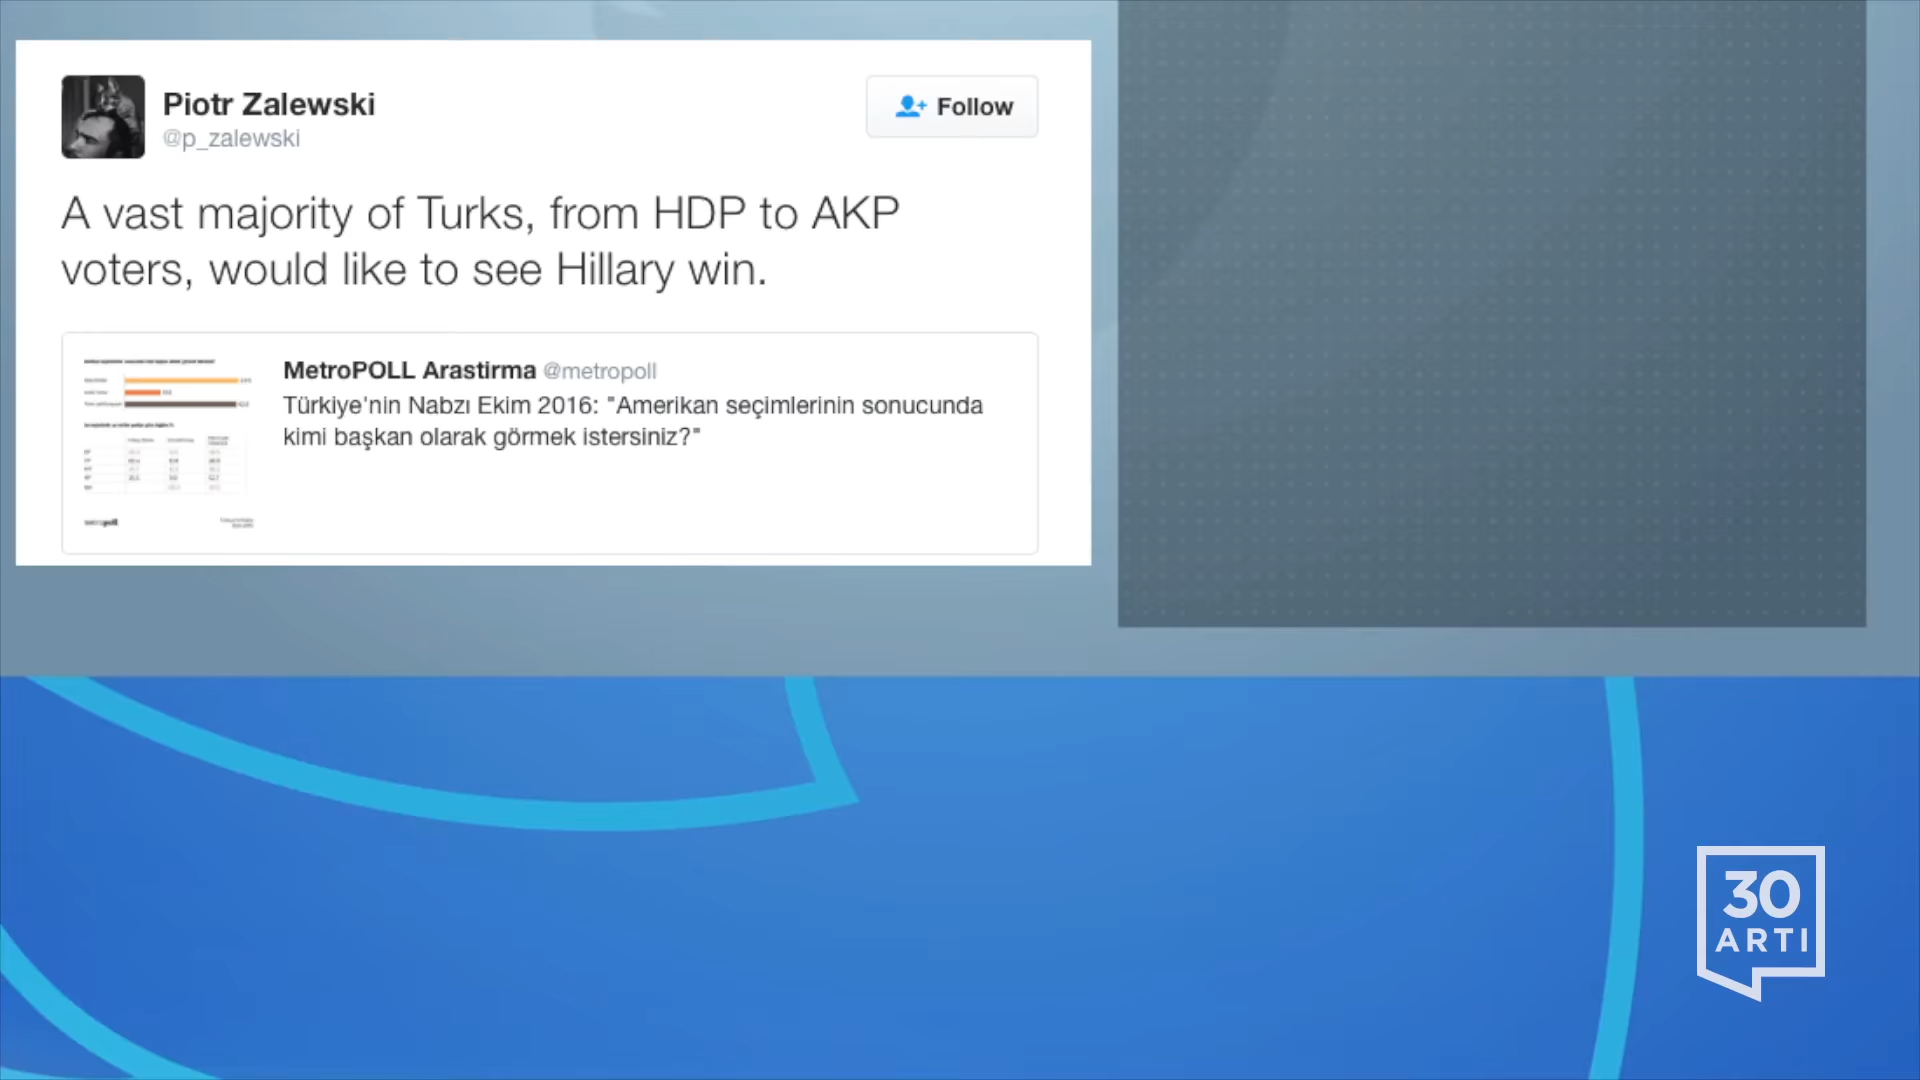 Piotr Zalewski
@p_zalewski
Follow
A vast majority of Turks, from HDP to AKP
voters, would like to see Hillary win.
MetroPOLL Arastirma @metropoll
Türkiye'nin Nabzı Ekim 2016: "Amerikan seçimlerinin sonucunda
kimi başkan olarak görmek istersiniz?"
metropoll
30
ARTI